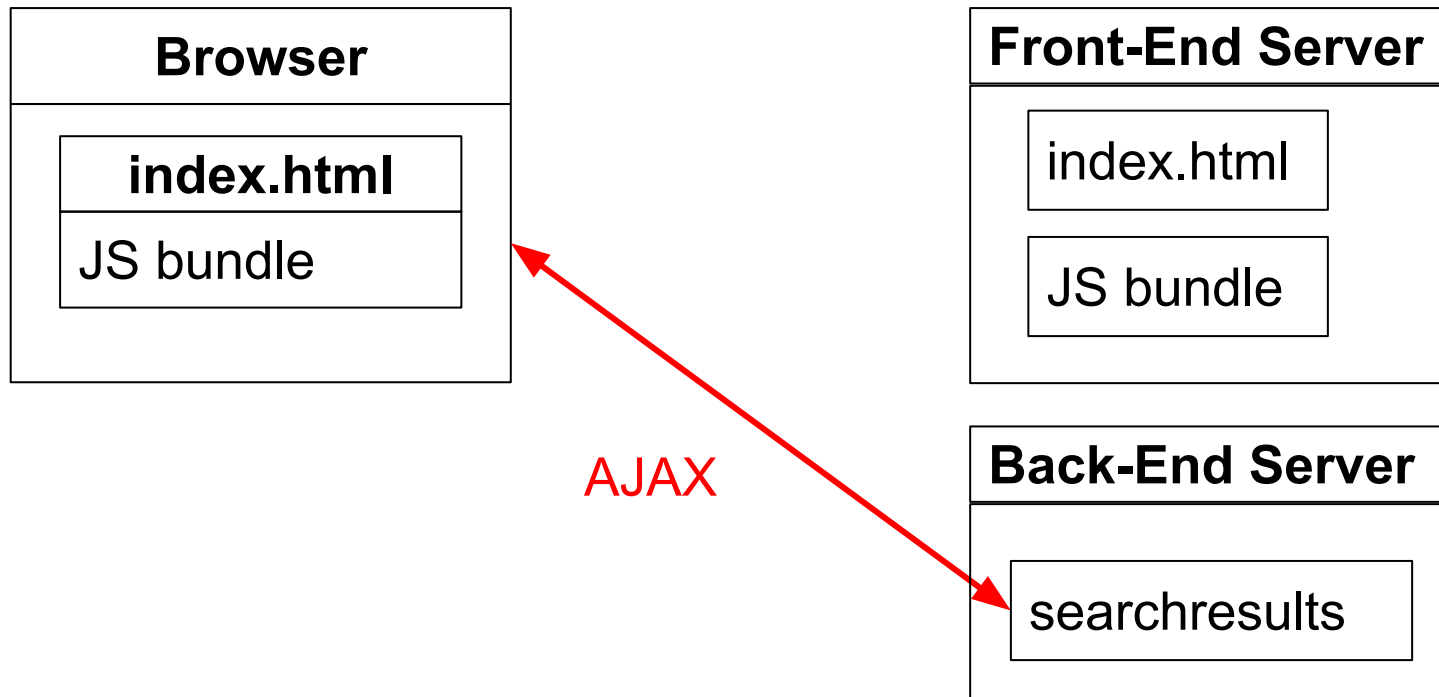 Browser
index.html
JS bundle
AJAX
Front-End Server
index.html
JS bundle
Back-End Server
searchresults